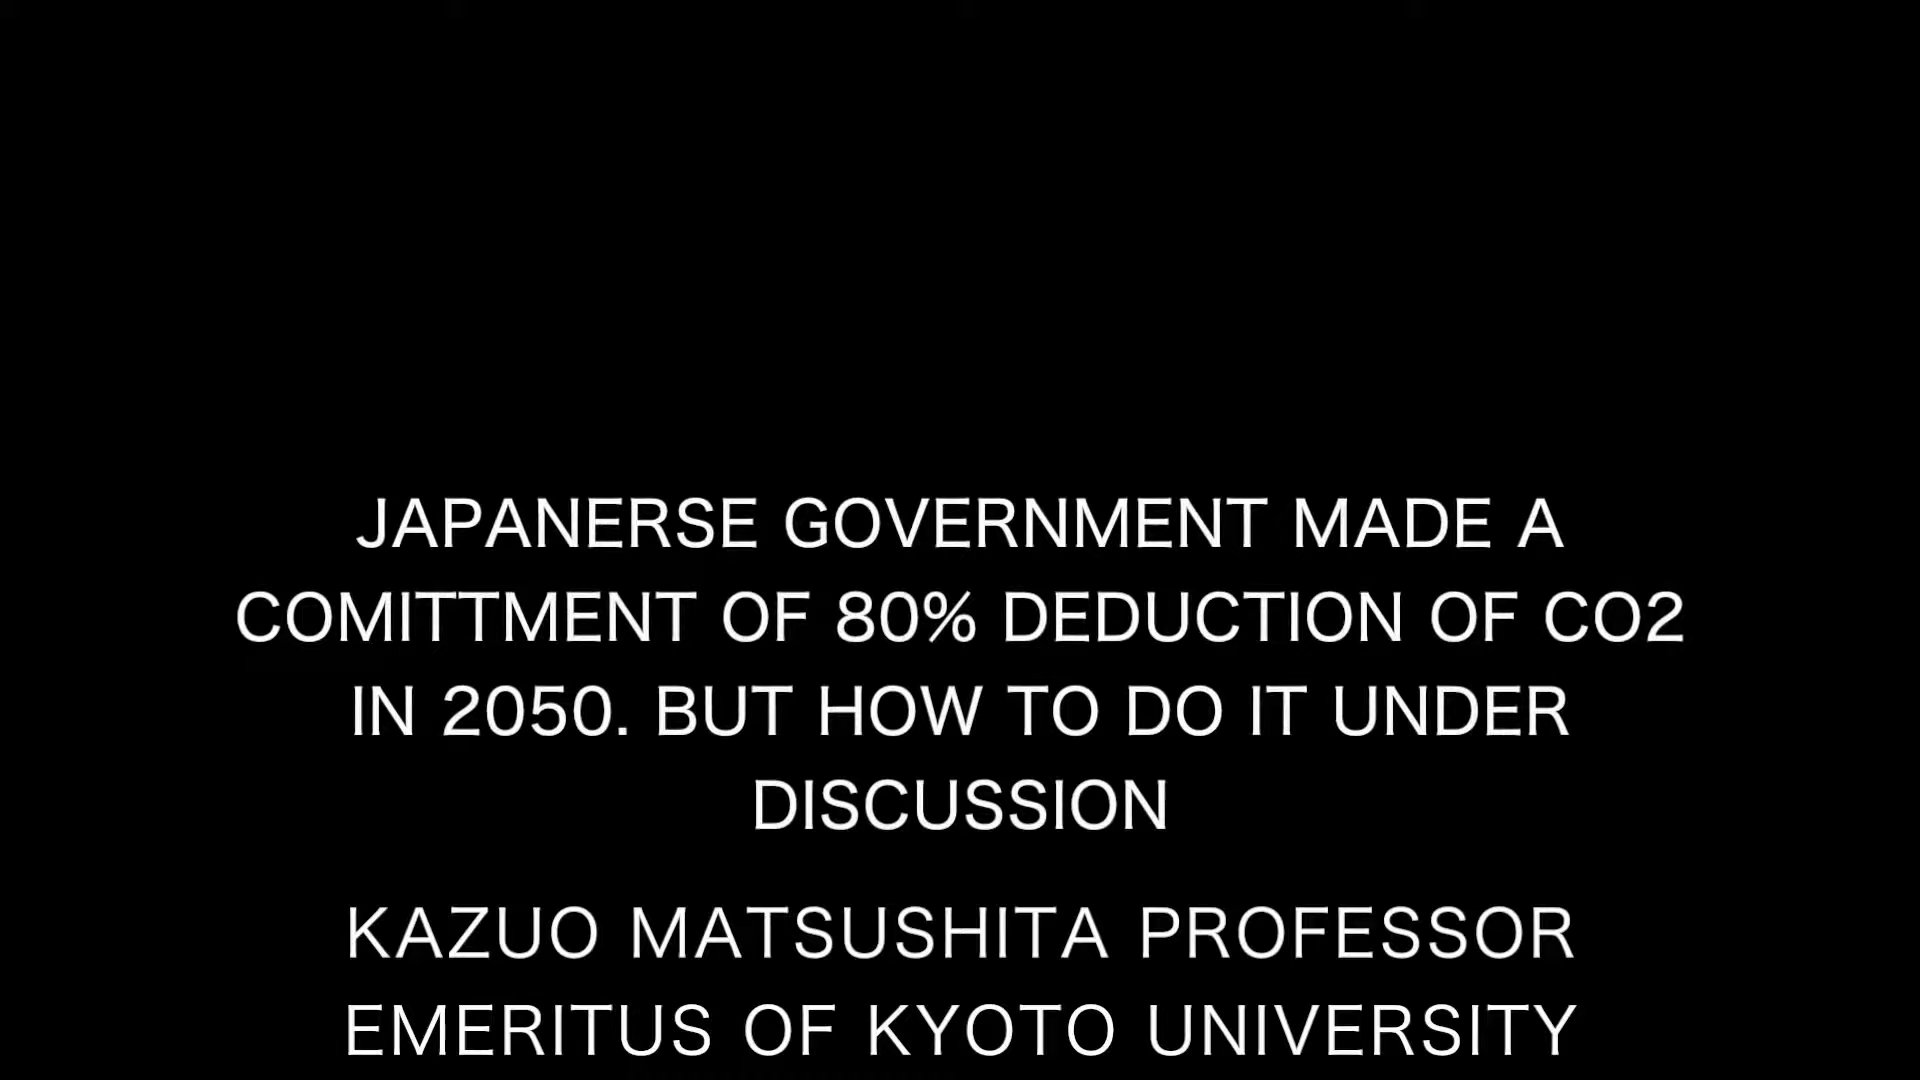 JAPANERSE GOVERNMENT MADE A
COMITTMENT OF 80% DEDUCTION OF CO2
IN 2050. BUT HOW TO DO IT UNDER
DISCUSSION
KAZUO MATSUSHITA PROFESSOR
EMERITUS OF KYOTO UNIVERSITY